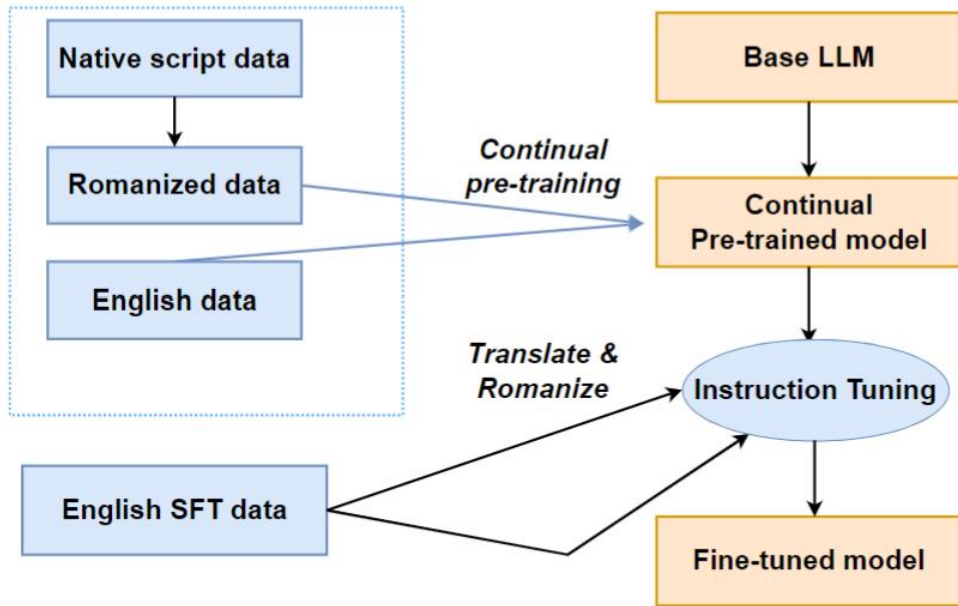 Native script data
Base LLM
Romanized data
Continual
pre-training
Continual
Pre-trained model
English data
Translate &
Romanize
Instruction Tuning
English SFT data
Fine-tuned model